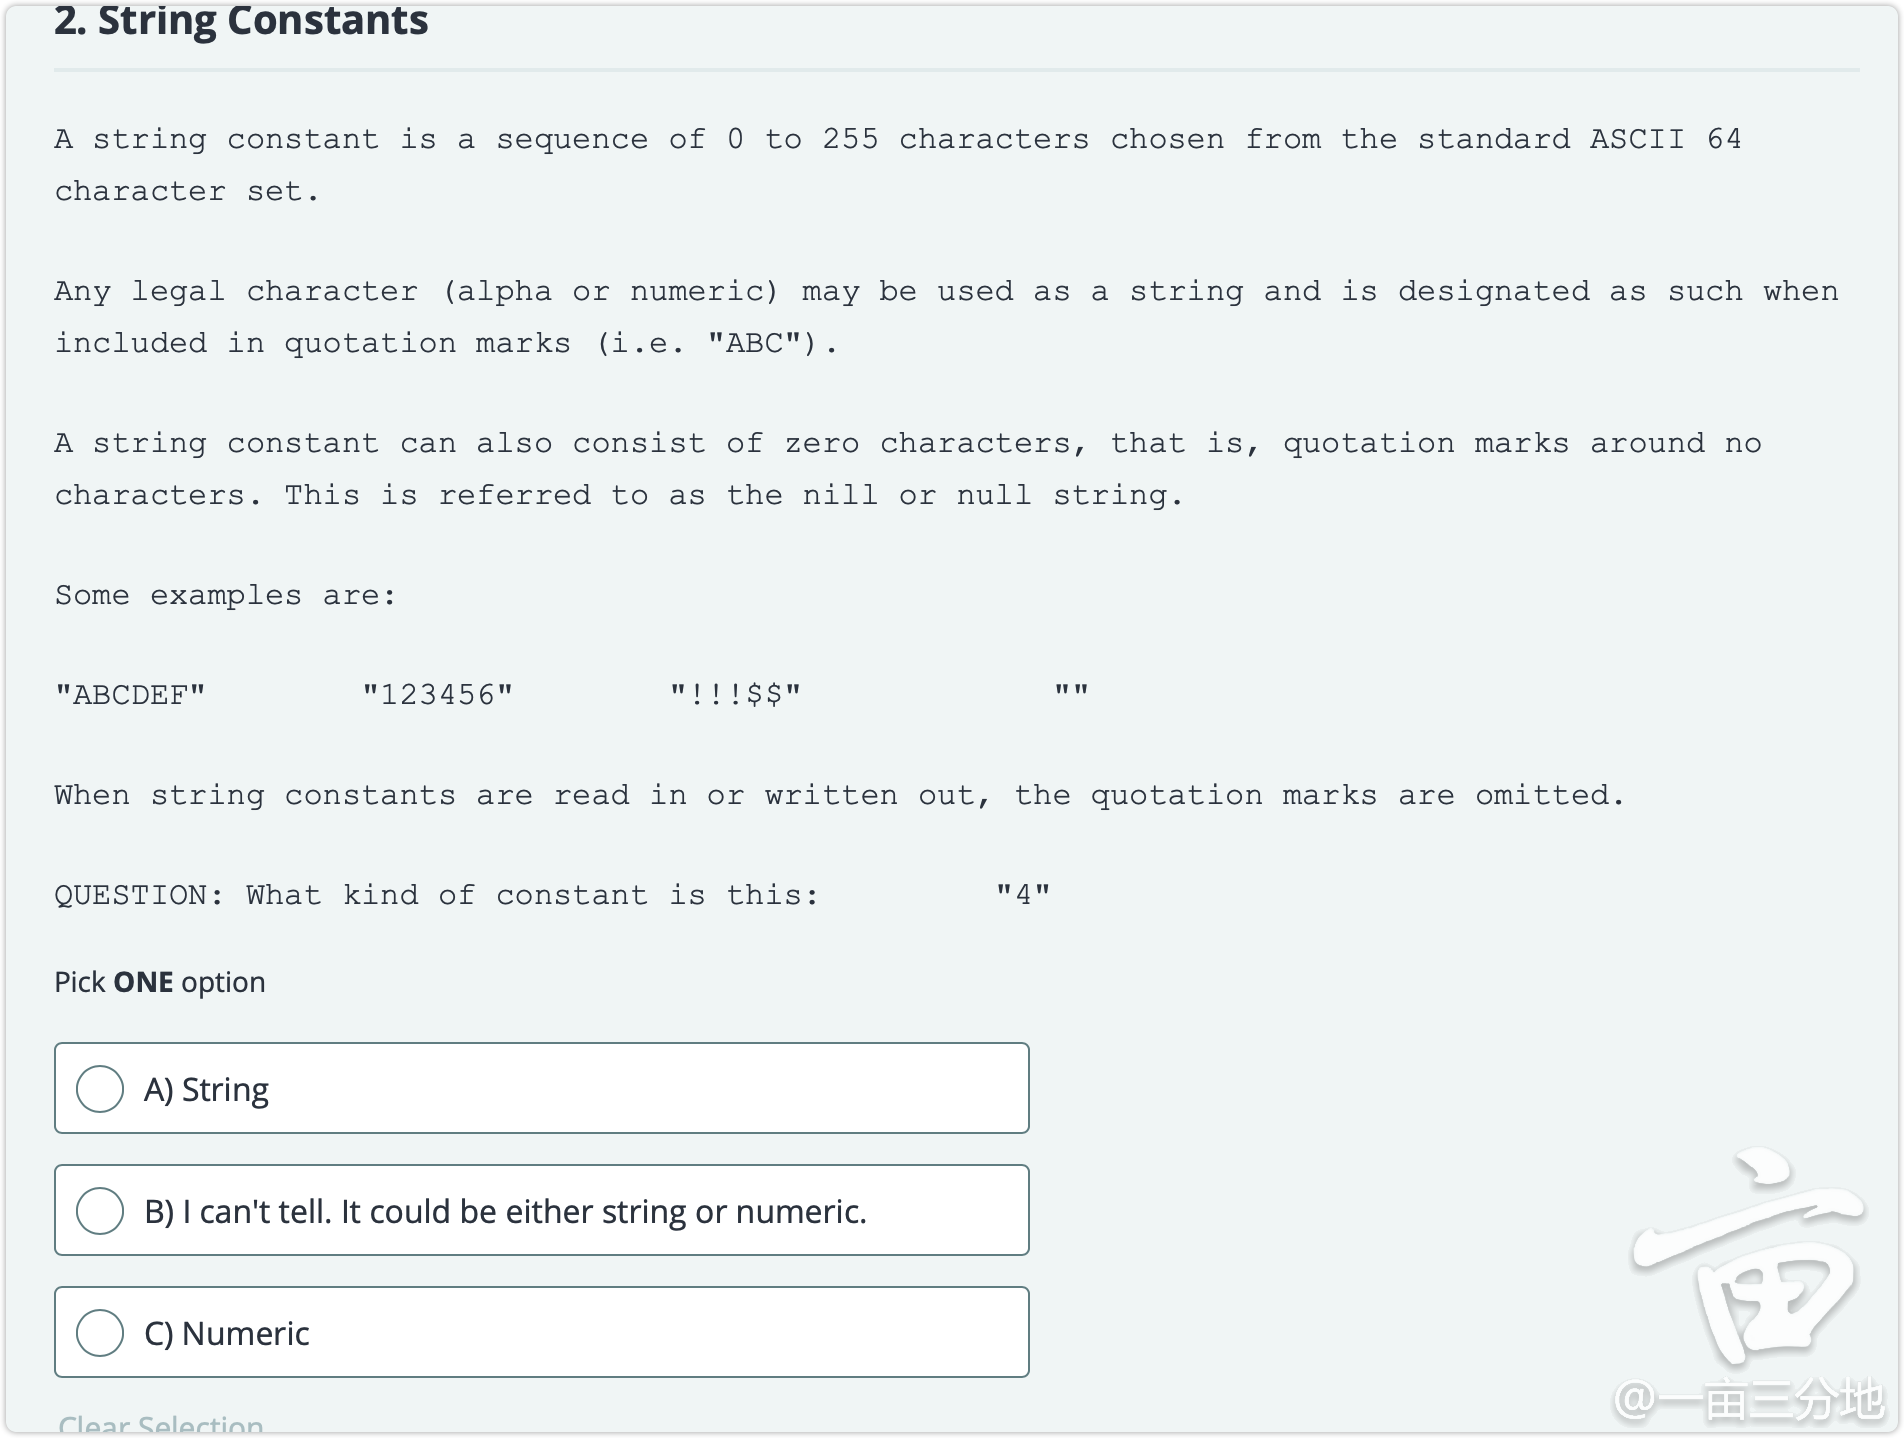 2. String Constants
A string constant is a sequence of 0 to 255 characters chosen from the standard ASCII 64
character set.
Any legal character (alpha or numeric) may be used as a string and is designated as such when
included in quotation marks (i.e. "ABC").
A string constant can also consist of zero characters, that is, quotation marks around no
characters. This is referred to as the nill or null string.
Some examples are:
"ABCDEF" "123456" "!!!$$" ""
When string constants are read in or written out, the quotation marks are omitted.
QUESTION: What kind of constant is this: "4"
Pick ONE option
A) String
B) I can't tell. It could be either string or numeric.
C) Numeric
Clear Selection
亩
@一亩三分地